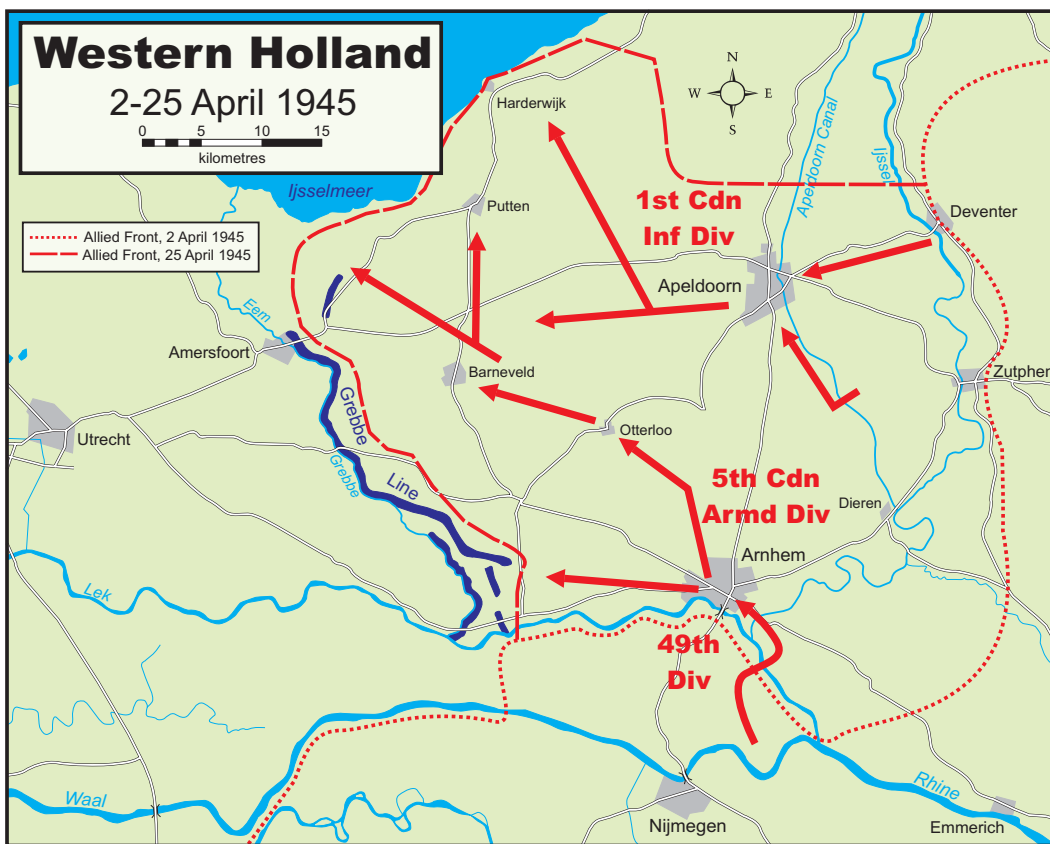 Western Holland
2-25 April 1945
0 5 10 15
kilometres
Ijsselmeer
Allied Front, 2 April 1945
Allied Front, 25 April 1945
N
W E
S
Harderwijk
Putten
Apeldoorn Canal
Ijssel
1st Cdn
Inf Div
Deventer
Apeldoorn
Eem
Amersfoort
Barneveld
Zutphen
Grebbe
Line
Grebbe
Otterloo
Utrecht
5th Cdn
Armd Div
Dieren
Arnhem
Lek
49th
Div
Waal
Rhine
Nijmegen
Emmerich